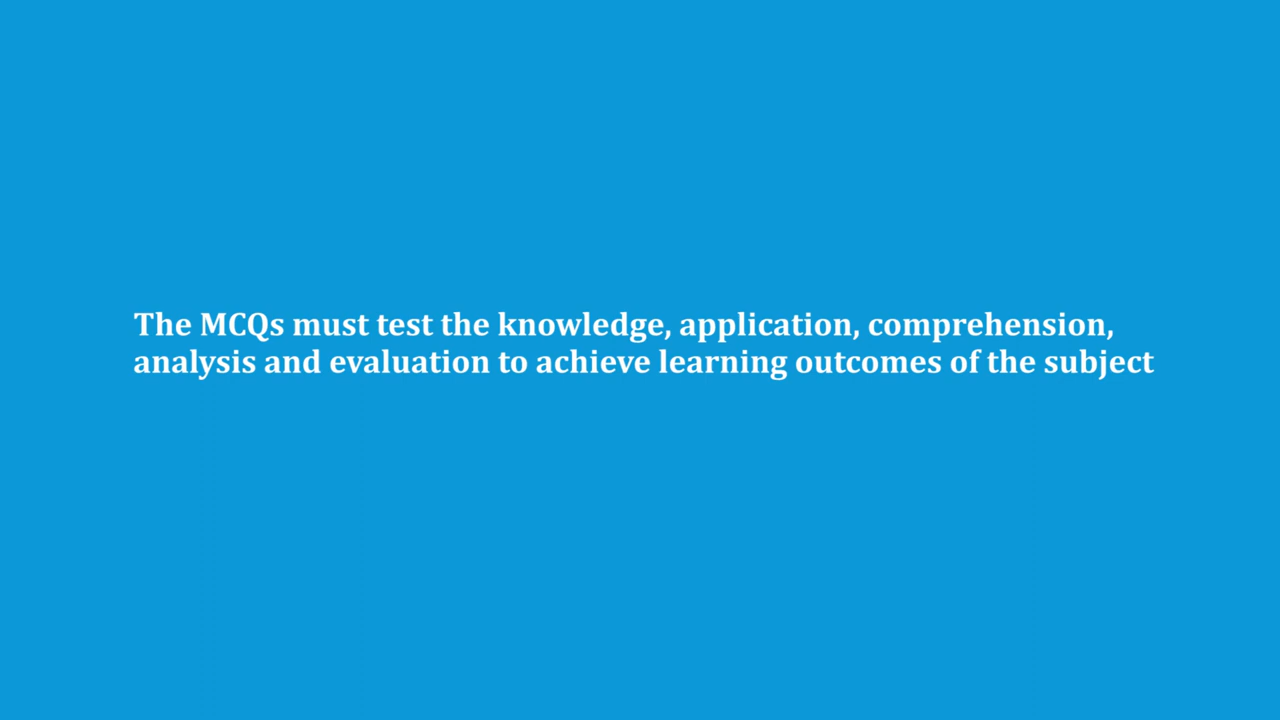 The MCQs must test the knowledge, application, comprehension,
analysis and evaluation to achieve learning outcomes of the subject